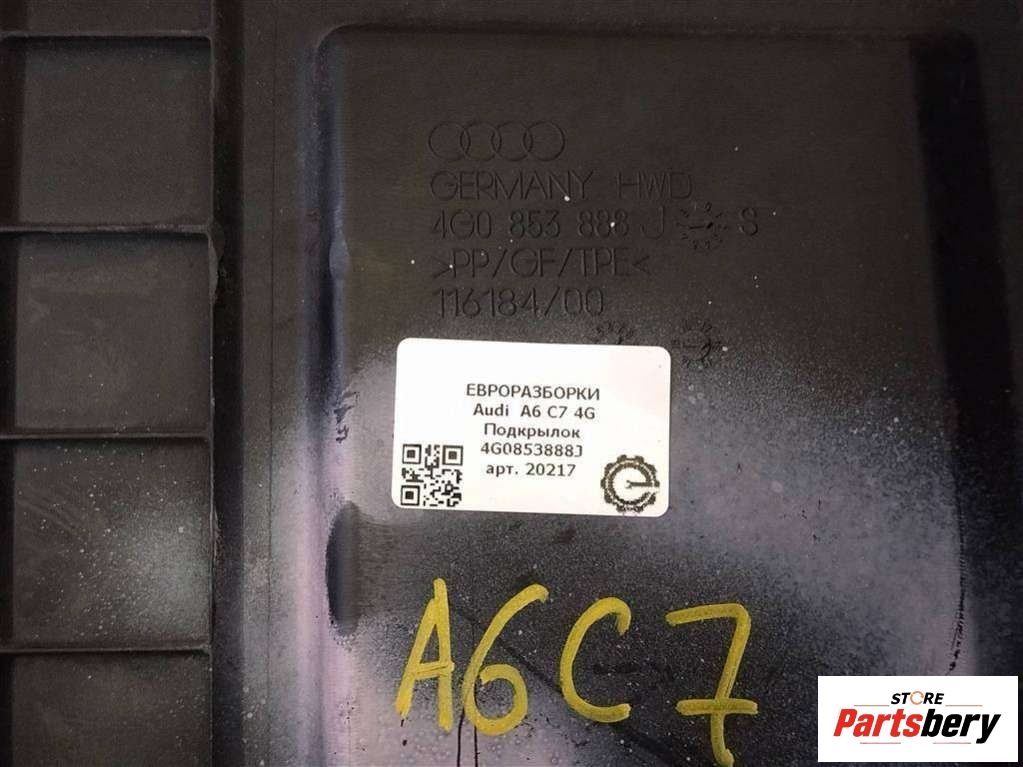 GERMANY HWD
4G0 853 888 J S
>PP/GF/TPE<
116184/00
ЕВРОРАЗБОРКИ
Audi A6 C7 4G
Подкрылок
4G0853888J
арт. 20217
A6C7
STORE
Partsbery